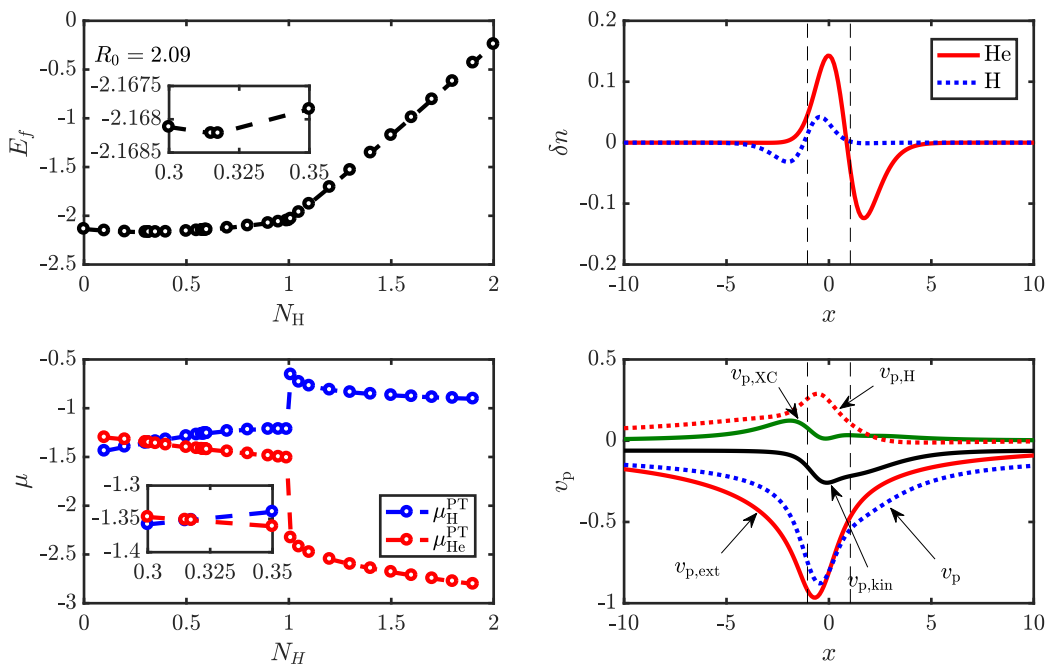 0
-0.5
-1
-1.5
-2
-2.5
E_f
R_0 = 2.09
-2.1675
-2.168
-2.1685
0.3 0.325 0.35
0 0.5 1 1.5 2
N_H
0.2
0.1
0
-0.1
-0.2
δn
He
H
-10 -5 0 5 10
x
0
-0.5
-1
-1.5
-2
-2.5
-3
μ
-1.3
-1.35
-1.4
0.3 0.325 0.35
μ_H^PT
μ_He^PT
0 0.5 1 1.5 2
N_H
0.5
0
-0.5
-1
v_p
v_p,XC
v_p,H
v_p,ext
v_p,kin
v_p
-10 -5 0 5 10
x